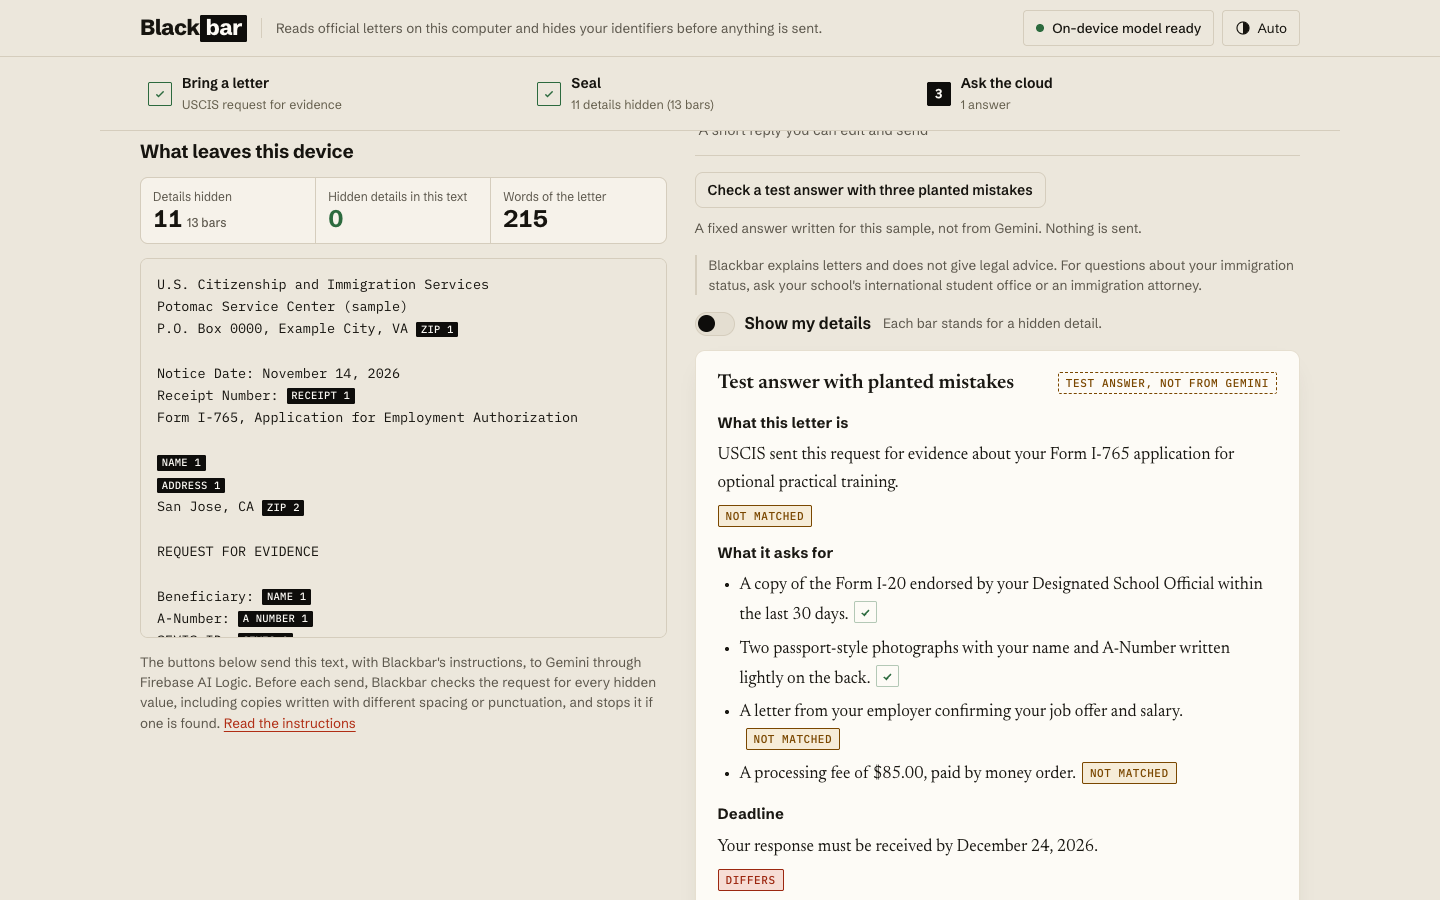 Blackbar
Reads official letters on this computer and hides your identifiers before anything is sent.
On-device model ready
Auto
Bring a letter
USCIS request for evidence
Seal
11 details hidden (13 bars)
3
Ask the cloud
1 answer
What leaves this device
Details hidden
11 13 bars
Hidden details in this text
0
Words of the letter
215
U.S. Citizenship and Immigration Services
Potomac Service Center (sample)
P.O. Box 0000, Example City, VA ZIP 1
Notice Date: November 14, 2026
Receipt Number: RECEIPT 1
Form I-765, Application for Employment Authorization
NAME 1
ADDRESS 1
San Jose, CA ZIP 2
REQUEST FOR EVIDENCE
Beneficiary: NAME 1
A-Number: A NUMBER 1
The buttons below send this text, with Blackbar's instructions, to Gemini through
Firebase AI Logic. Before each send, Blackbar checks the request for every hidden
value, including copies written with different spacing or punctuation, and stops it if
one is found. Read the instructions
A short reply you can edit and send
Check a test answer with three planted mistakes
A fixed answer written for this sample, not from Gemini. Nothing is sent.
Blackbar explains letters and does not give legal advice. For questions about your immigration
status, ask your school's international student office or an immigration attorney.
Show my details Each bar stands for a hidden detail.
Test answer with planted mistakes
TEST ANSWER, NOT FROM GEMINI
What this letter is
USCIS sent this request for evidence about your Form I-765 application for
optional practical training.
NOT MATCHED
What it asks for
• A copy of the Form I-20 endorsed by your Designated School Official within
the last 30 days.
• Two passport-style photographs with your name and A-Number written
lightly on the back.
• A letter from your employer confirming your job offer and salary.
NOT MATCHED
• A processing fee of $85.00, paid by money order. NOT MATCHED
Deadline
Your response must be received by December 24, 2026.
DIFFERS